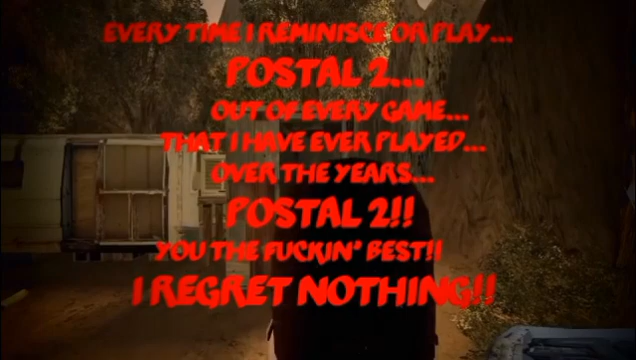 EVERY TIME I REMINISCE OR PLAY...
POSTAL 2...
OUT OF EVERY GAME...
THAT I HAVE EVER PLAYED...
OVER THE YEARS...
POSTAL 2!!
YOU THE FUCKIN' BEST!!
I REGRET NOTHING!!